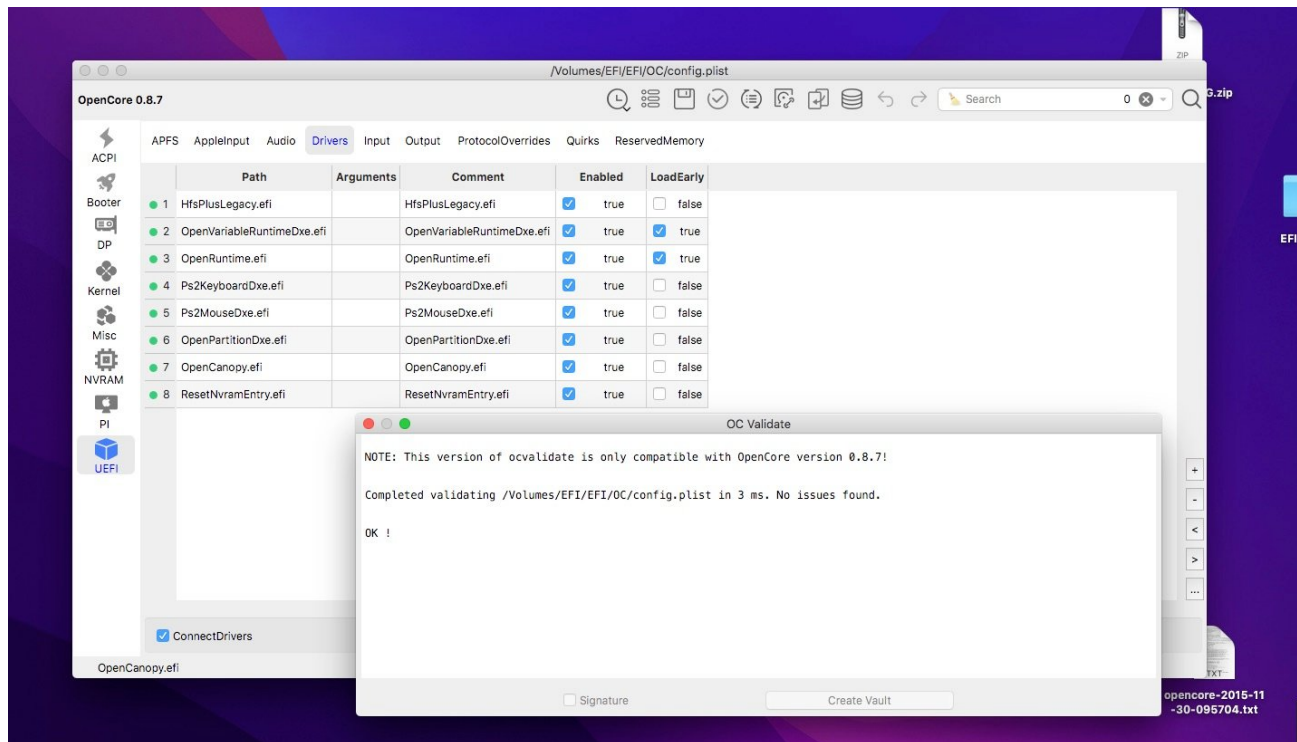 ZIP
/Volumes/EFI/EFI/OC/config.plist
OpenCore 0.8.7
Search
0
G.zip
ACPI
Booter
DP
Kernel
Misc
NVRAM
PI
UEFI
APFS AppleInput Audio Drivers Input Output ProtocolOverrides Quirks ReservedMemory
Path Arguments Comment Enabled LoadEarly
1 HfsPlusLegacy.efi HfsPlusLegacy.efi true false
2 OpenVariableRuntimeDxe.efi OpenVariableRuntimeDxe.efi true true
3 OpenRuntime.efi OpenRuntime.efi true true
4 Ps2KeyboardDxe.efi Ps2KeyboardDxe.efi true false
5 Ps2MouseDxe.efi Ps2MouseDxe.efi true false
6 OpenPartitionDxe.efi OpenPartitionDxe.efi true false
7 OpenCanopy.efi OpenCanopy.efi true false
8 ResetNvramEntry.efi ResetNvramEntry.efi true false
EFI
OC Validate
NOTE: This version of ocvalidate is only compatible with OpenCore version 0.8.7!
Completed validating /Volumes/EFI/EFI/OC/config.plist in 3 ms. No issues found.
OK !
+
-
<
>
...
ConnectDrivers
OpenCanopy.efi
Signature
Create Vault
TXT
opencore-2015-11
-30-095704.txt